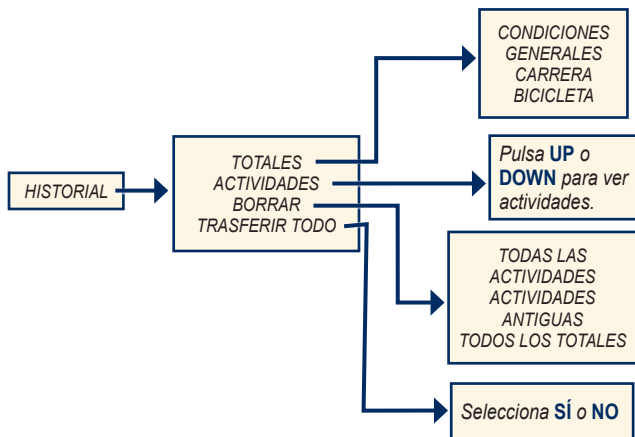 HISTORIAL
TOTALES
ACTIVIDADES
BORRAR
TRASFERIR TODO
CONDICIONES
GENERALES
CARRERA
BICICLETA
Pulsa UP o
DOWN para ver
actividades.
TODAS LAS
ACTIVIDADES
ACTIVIDADES
ANTIGUAS
TODOS LOS TOTALES
Selecciona SÍ o NO